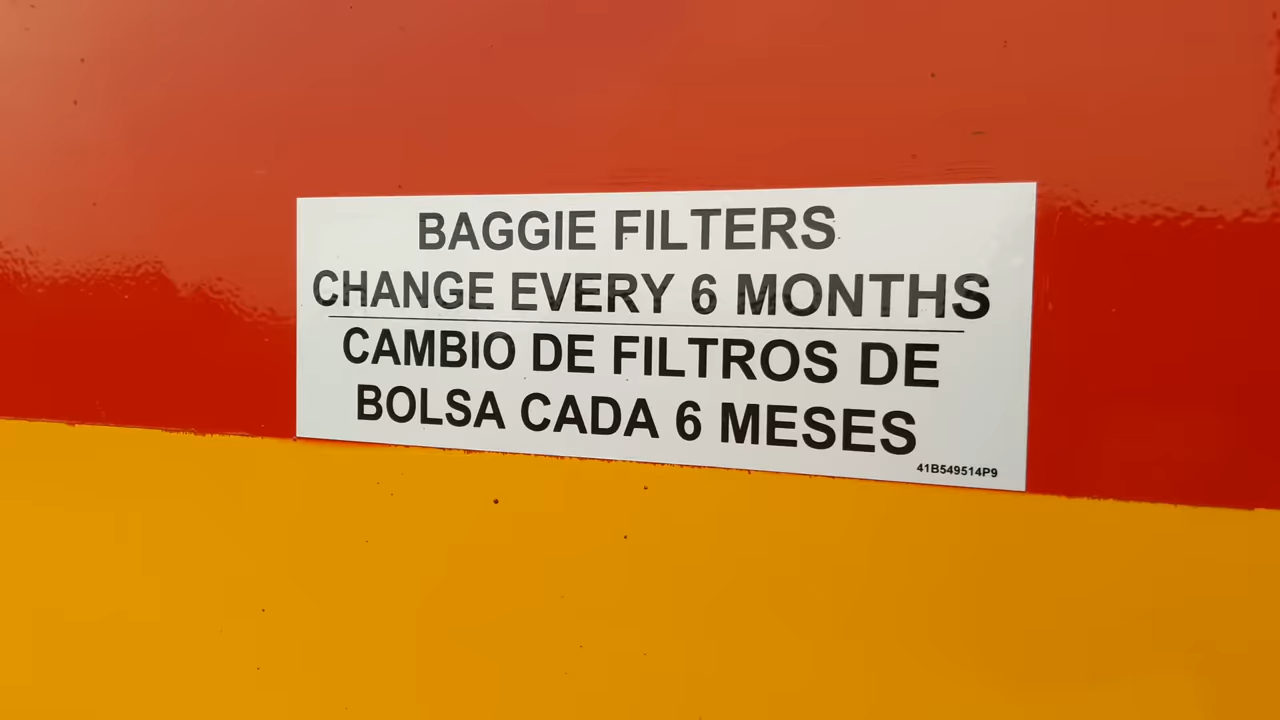 BAGGIE FILTERS
CHANGE EVERY 6 MONTHS
CAMBIO DE FILTROS DE
BOLSA CADA 6 MESES
41B549514P9